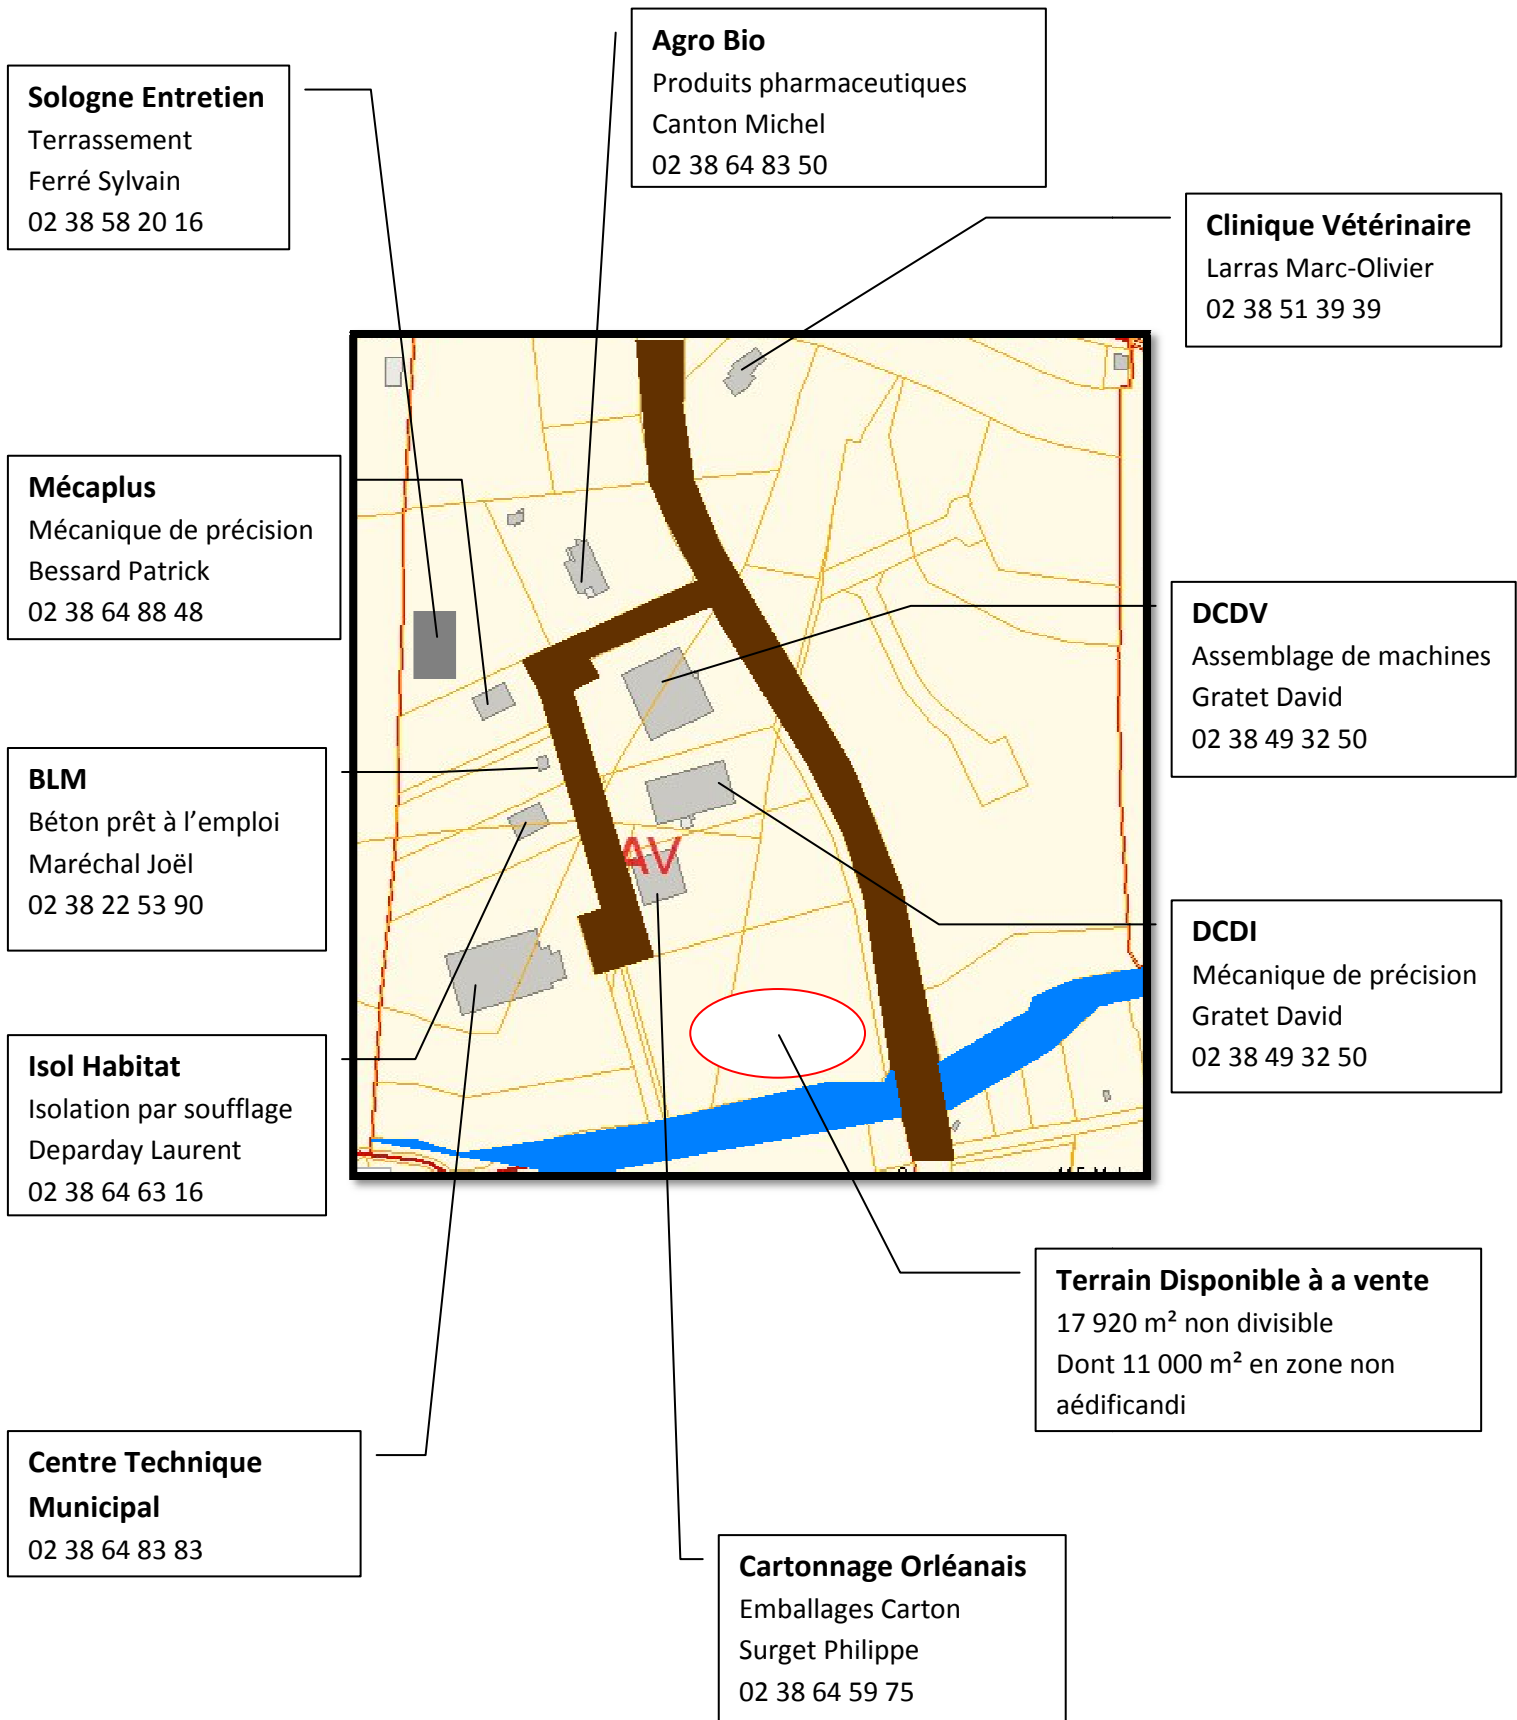 Agro Bio
Produits pharmaceutiques
Canton Michel
02 38 64 83 50
Sologne Entretien
Terrassement
Ferré Sylvain
02 38 58 20 16
Clinique Vétérinaire
Larras Marc-Olivier
02 38 51 39 39
Mécaplus
Mécanique de précision
Bessard Patrick
02 38 64 88 48
DCDV
Assemblage de machines
Gratet David
02 38 49 32 50
BLM
Béton prêt à l’emploi
Maréchal Joël
02 38 22 53 90
AV
DCDI
Mécanique de précision
Gratet David
02 38 49 32 50
Isol Habitat
Isolation par soufflage
Deparday Laurent
02 38 64 63 16
Terrain Disponible à a vente
17 920 m² non divisible
Dont 11 000 m² en zone non
aédificandi
Centre Technique
Municipal
02 38 64 83 83
Cartonnage Orléanais
Emballages Carton
Surget Philippe
02 38 64 59 75